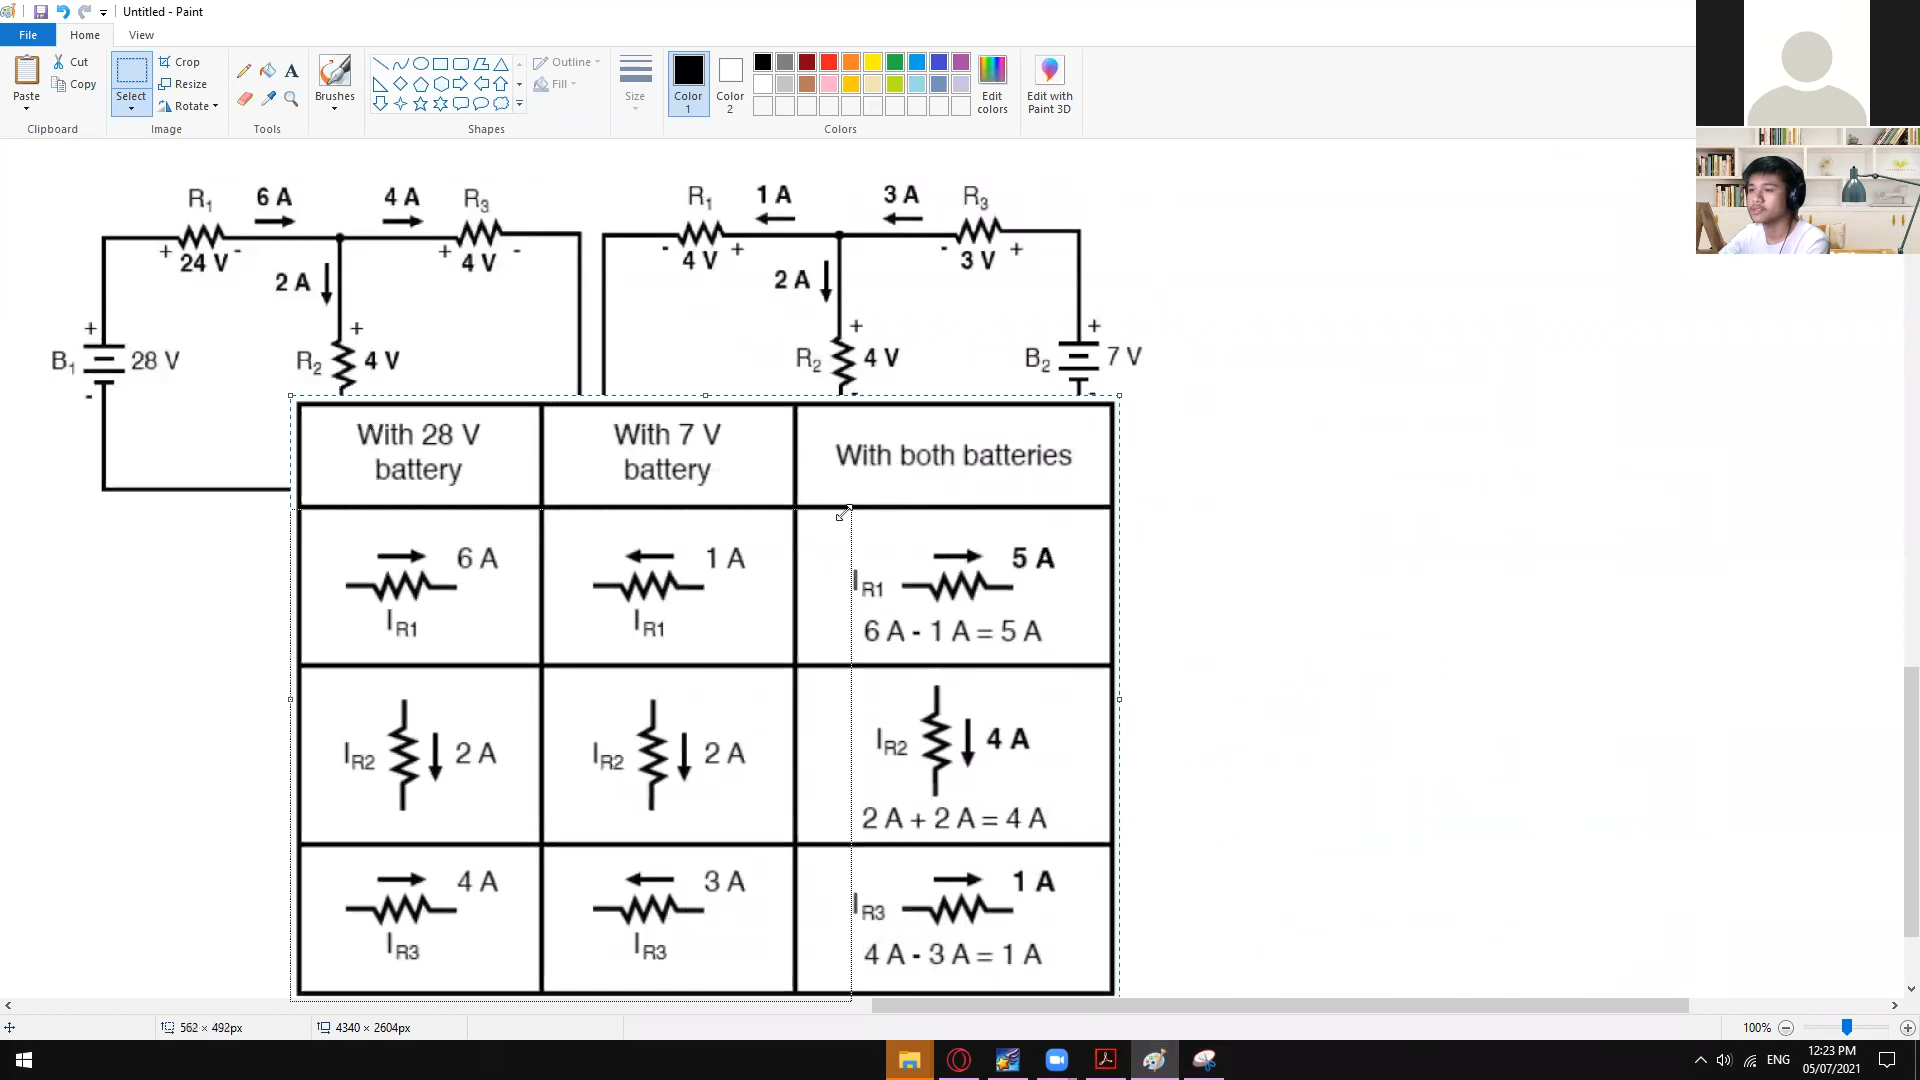 Untitled - Paint
File Home View
Paste
Cut
Copy
Clipboard
Select
Crop
Resize
Rotate
Image
A
Tools
Brushes
Outline
Fill
Shapes
Size
Color 1
Color 2
Edit colors
Colors
Edit with Paint 3D
R1 6 A 4 A R3
+ 24 V - + 4 V -
2 A
+
B1 28 V
-
+
R2 4 V
R1 1 A 3 A R3
- 4 V + - 3 V +
2 A
+
R2 4 V
-
+
B2 7 V
-
With 28 V battery
With 7 V battery
With both batteries
6 A
IR1
1 A
IR1
IR1 5 A
6 A - 1 A = 5 A
IR2 2 A
IR2 2 A
IR2 4 A
2 A + 2 A = 4 A
4 A
IR3
3 A
IR3
IR3 1 A
4 A - 3 A = 1 A
562 × 492px
4340 × 2604px
100%
ENG
12:23 PM
05/07/2021